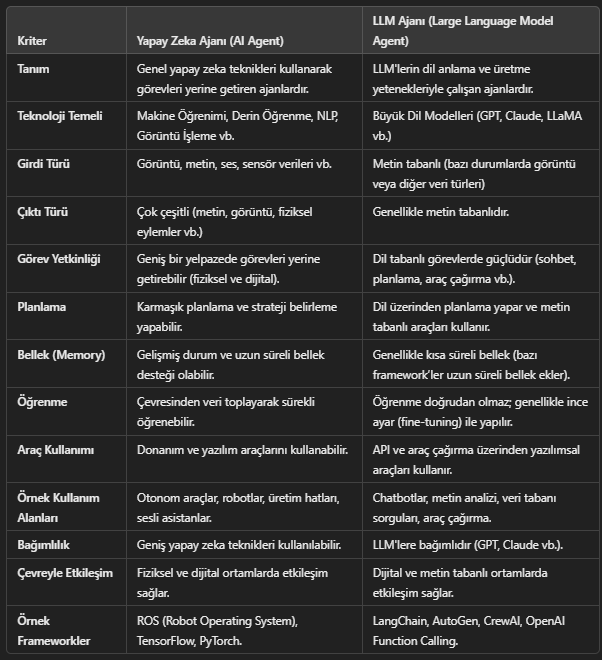 Kriter
Yapay Zeka Ajanı (AI Agent)
LLM Ajanı (Large Language Model
Agent)
Tanım
Genel yapay zeka teknikleri kullanarak
görevleri yerine getiren ajanlardır.
LLM'lerin dil anlama ve üretme
yetenekleriyle çalışan ajanlardır.
Teknoloji Temeli
Makine Öğrenimi, Derin Öğrenme, NLP,
Görüntü İşleme vb.
Büyük Dil Modelleri (GPT, Claude, LLaMA
vb.)
Girdi Türü
Görüntü, metin, ses, sensör verileri vb.
Metin tabanlı (bazı durumlarda görüntü
veya diğer veri türleri)
Çıktı Türü
Çok çeşitli (metin, görüntü, fiziksel
eylemler vb.)
Genellikle metin tabanlıdır.
Görev Yetkinliği
Geniş bir yelpazede görevleri yerine
getirebilir (fiziksel ve dijital).
Dil tabanlı görevlerde güçlüdür (sohbet,
planlama, araç çağırma vb.).
Planlama
Karmaşık planlama ve strateji belirleme
yapabilir.
Dil üzerinden planlama yapar ve metin
tabanlı araçları kullanır.
Bellek (Memory)
Gelişmiş durum ve uzun süreli bellek
desteği olabilir.
Genellikle kısa süreli bellek (bazı
framework'ler uzun süreli bellek ekler).
Öğrenme
Çevresinden veri toplayarak sürekli
öğrenebilir.
Öğrenme doğrudan olmaz; genellikle ince
ayar (fine-tuning) ile yapılır.
Araç Kullanımı
Donanım ve yazılım araçlarını kullanabilir.
API ve araç çağırma üzerinden yazılımsal
araçları kullanır.
Örnek Kullanım
Alanları
Otonom araçlar, robotlar, üretim hatları,
sesli asistanlar.
Chatbotlar, metin analizi, veri tabanı
sorguları, araç çağırma.
Bağımlılık
Geniş yapay zeka teknikleri kullanılabilir.
LLM'lere bağımlıdır (GPT, Claude vb.).
Çevreyle Etkileşim
Fiziksel ve dijital ortamlarda etkileşim
sağlar.
Dijital ve metin tabanlı ortamlarda
etkileşim sağlar.
Örnek
Frameworkler
ROS (Robot Operating System),
TensorFlow, PyTorch.
LangChain, AutoGen, CrewAI, OpenAI
Function Calling.